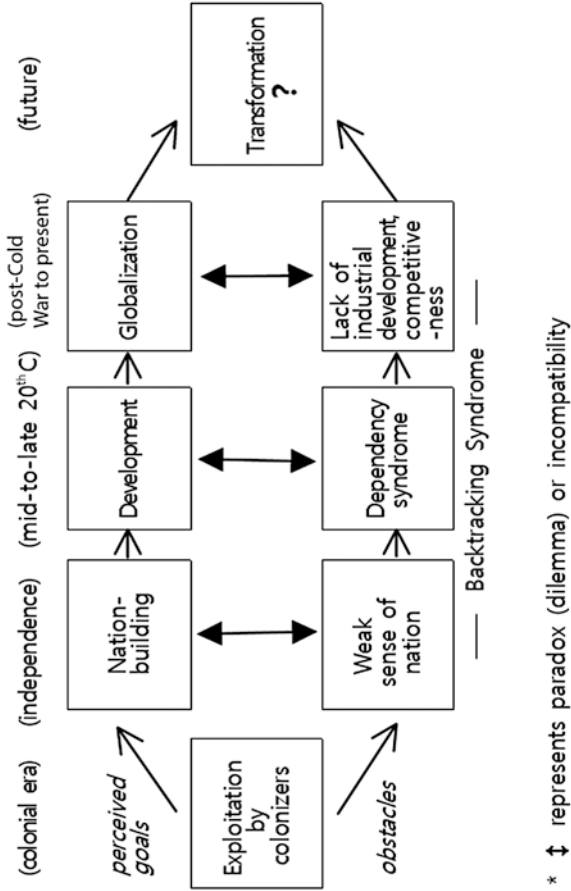 (colonial era)
(independence)
(mid-to-late 20th C)
(post-Cold
War to present)
(future)
perceived
goals
Nation-
building
Development
Globalization
Exploitation
by
colonizers
Transformation
?
obstacles
Weak
sense of
nation
Dependency
syndrome
Lack of
industrial
development,
competitive
-ness
Backtracking Syndrome
* ↕ represents paradox (dilemma) or incompatibility